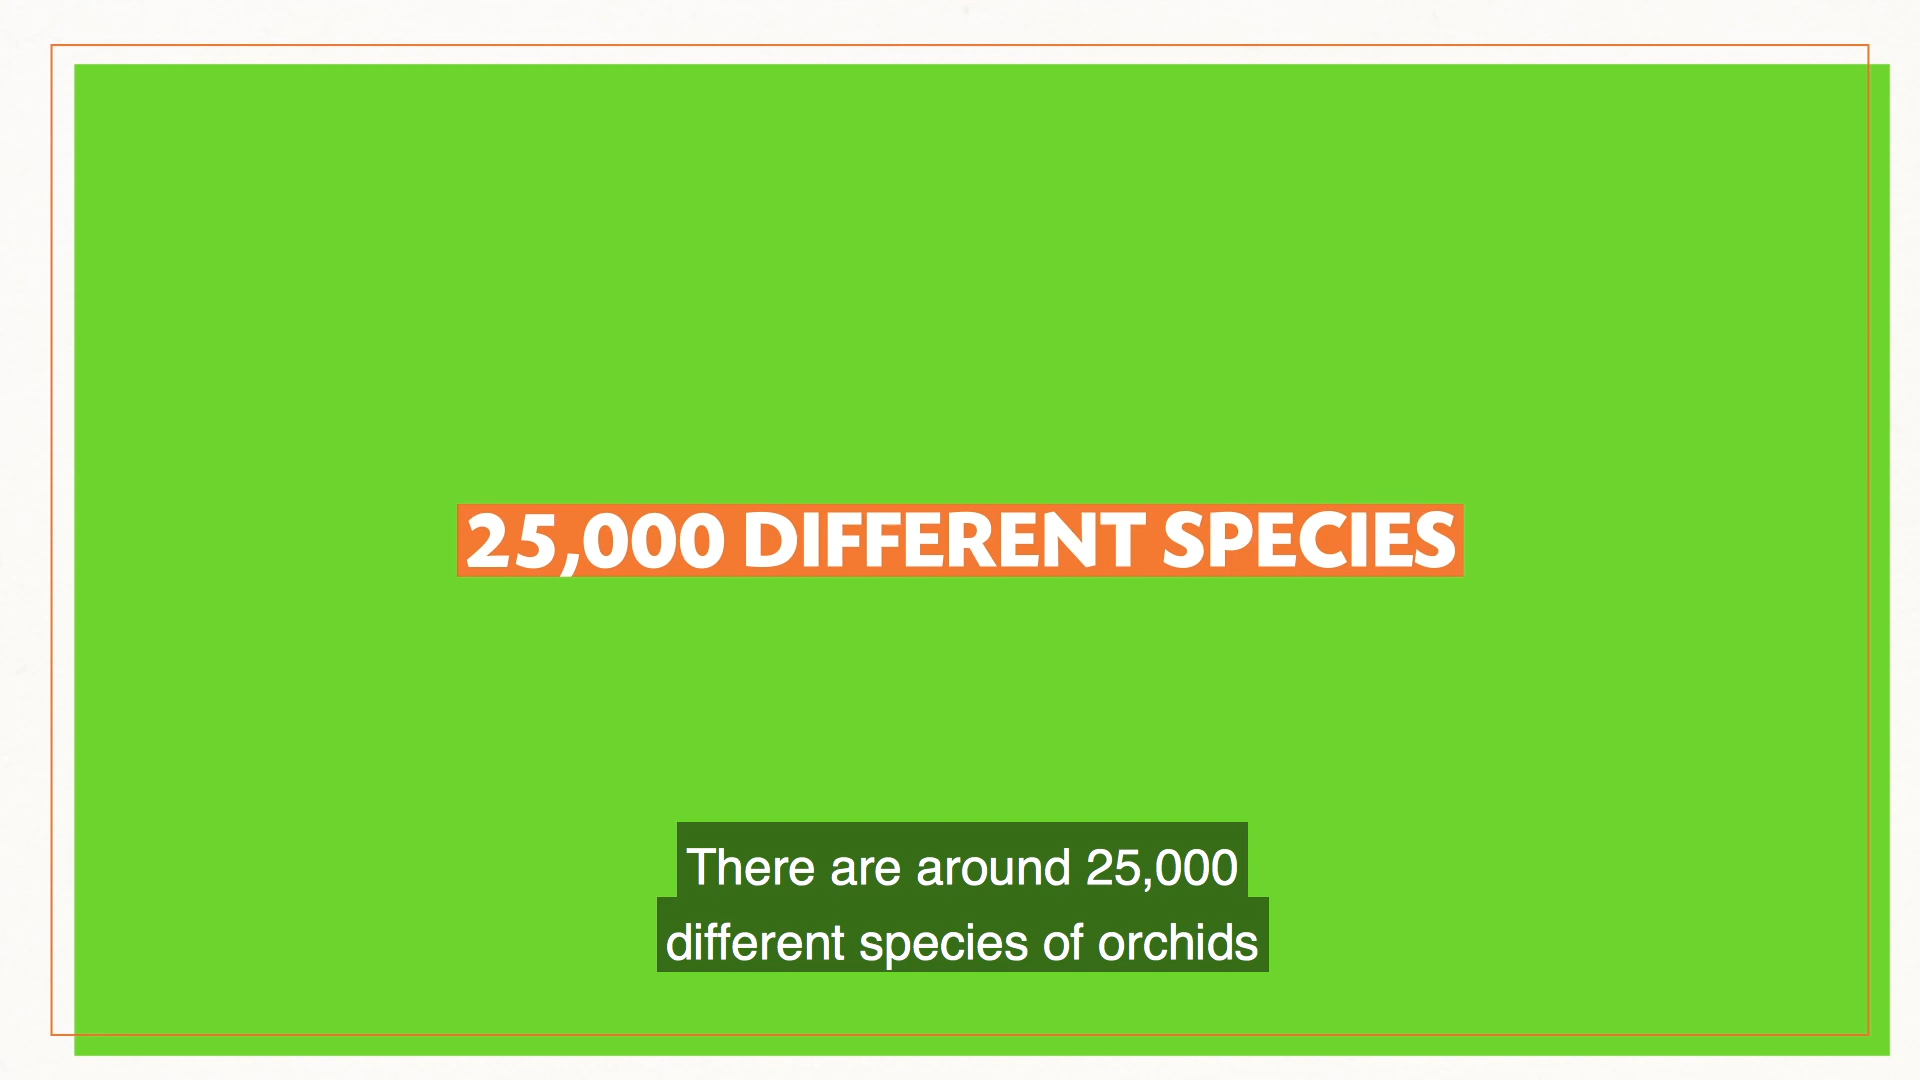 25,000 DIFFERENT SPECIES
There are around 25,000
different species of orchids